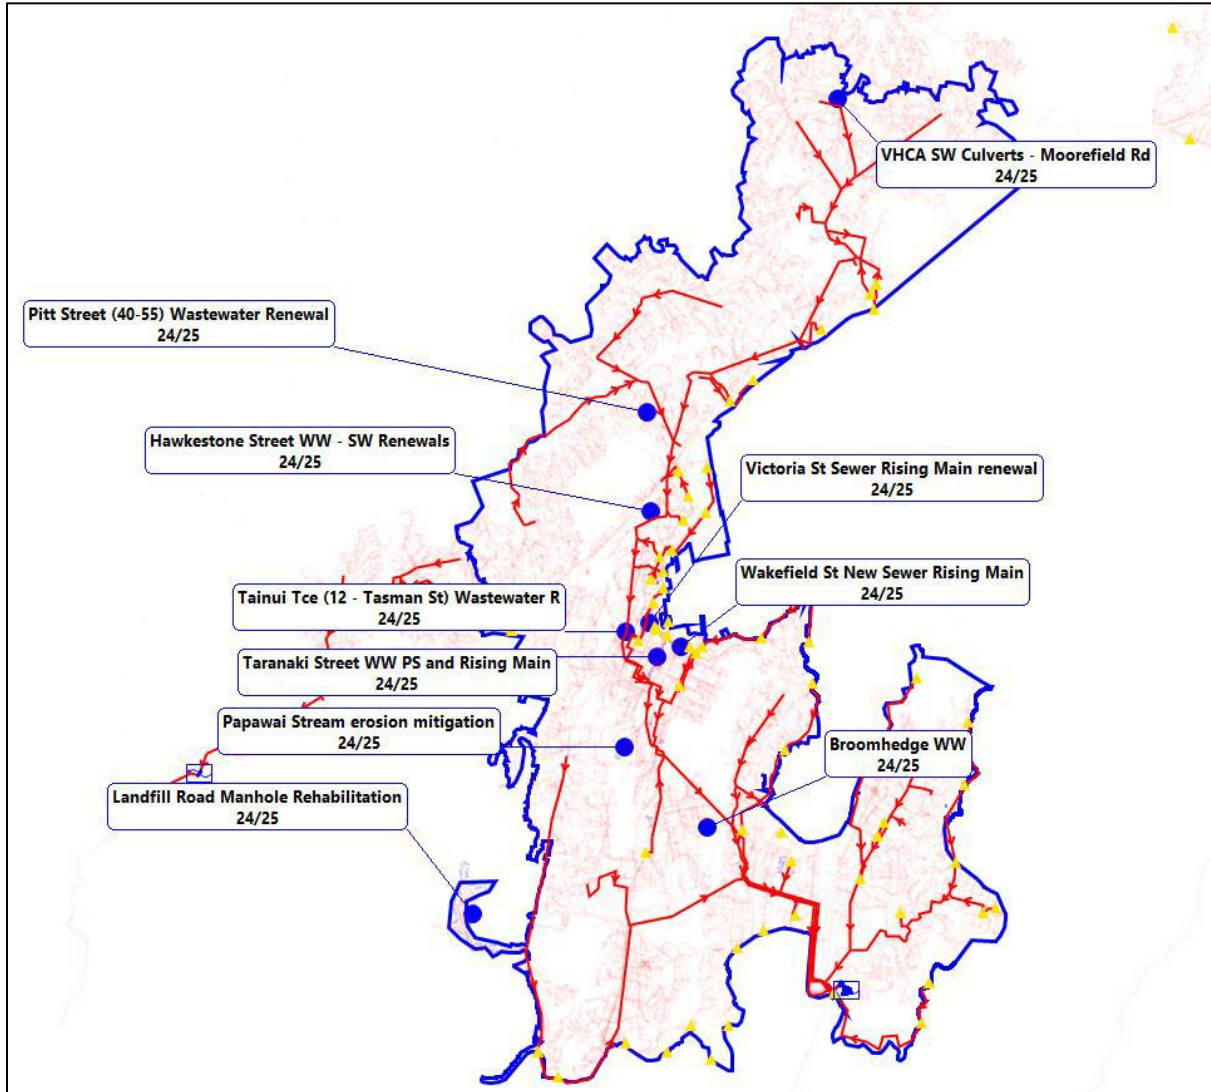 VHCA SW Culverts - Moorefield Rd
24/25
Pitt Street (40-55) Wastewater Renewal
24/25
Hawkestone Street WW - SW Renewals
24/25
Victoria St Sewer Rising Main renewal
24/25
Wakefield St New Sewer Rising Main
24/25
Tainui Tce (12 - Tasman St) Wastewater R
24/25
Taranaki Street WW PS and Rising Main
24/25
Papawai Stream erosion mitigation
24/25
Broomhedge WW
24/25
Landfill Road Manhole Rehabilitation
24/25